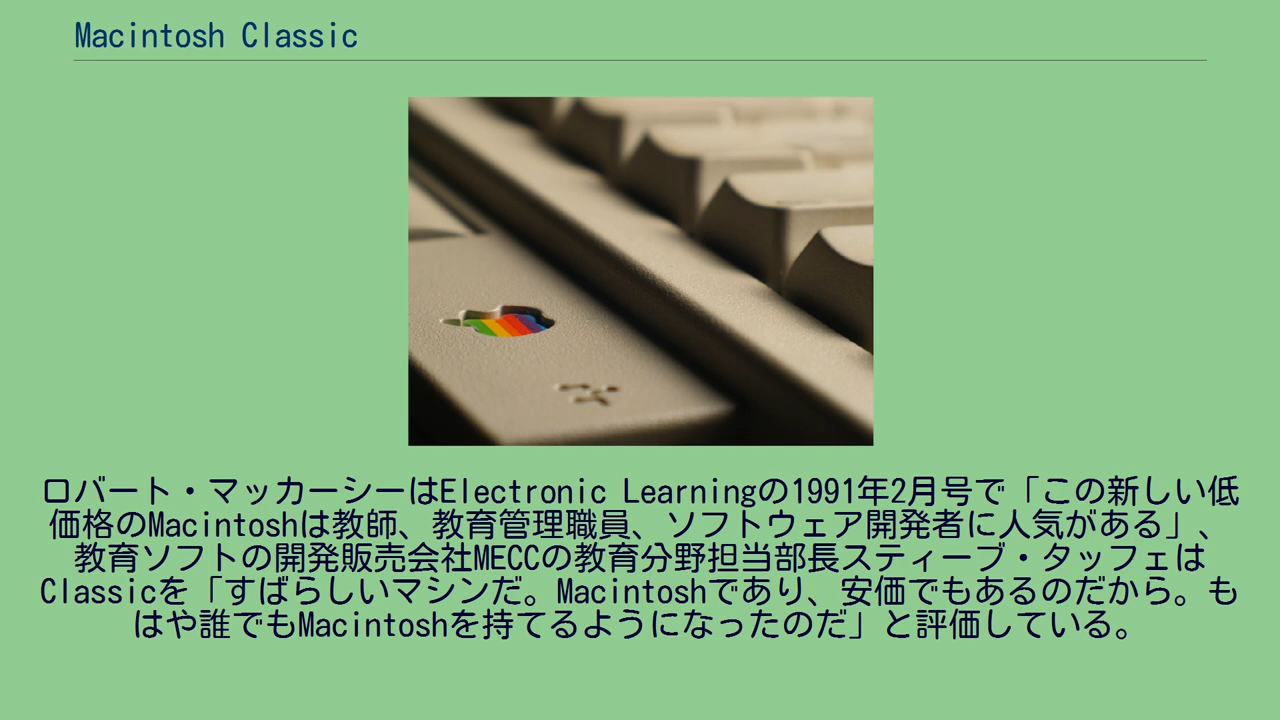 Macintosh Classic
ロバート・マッカーシーはElectronic Learningの1991年2月号で「この新しい低
価格のMacintoshは教師、教育管理職員、ソフトウェア開発者に人気がある」、
教育ソフトの開発販売会社MECCの教育分野担当部長スティーブ・タッフェは
Classicを「すばらしいマシンだ。Macintoshであり、安価でもあるのだから。も
はや誰でもMacintoshを持てるようになったのだ」と評価している。